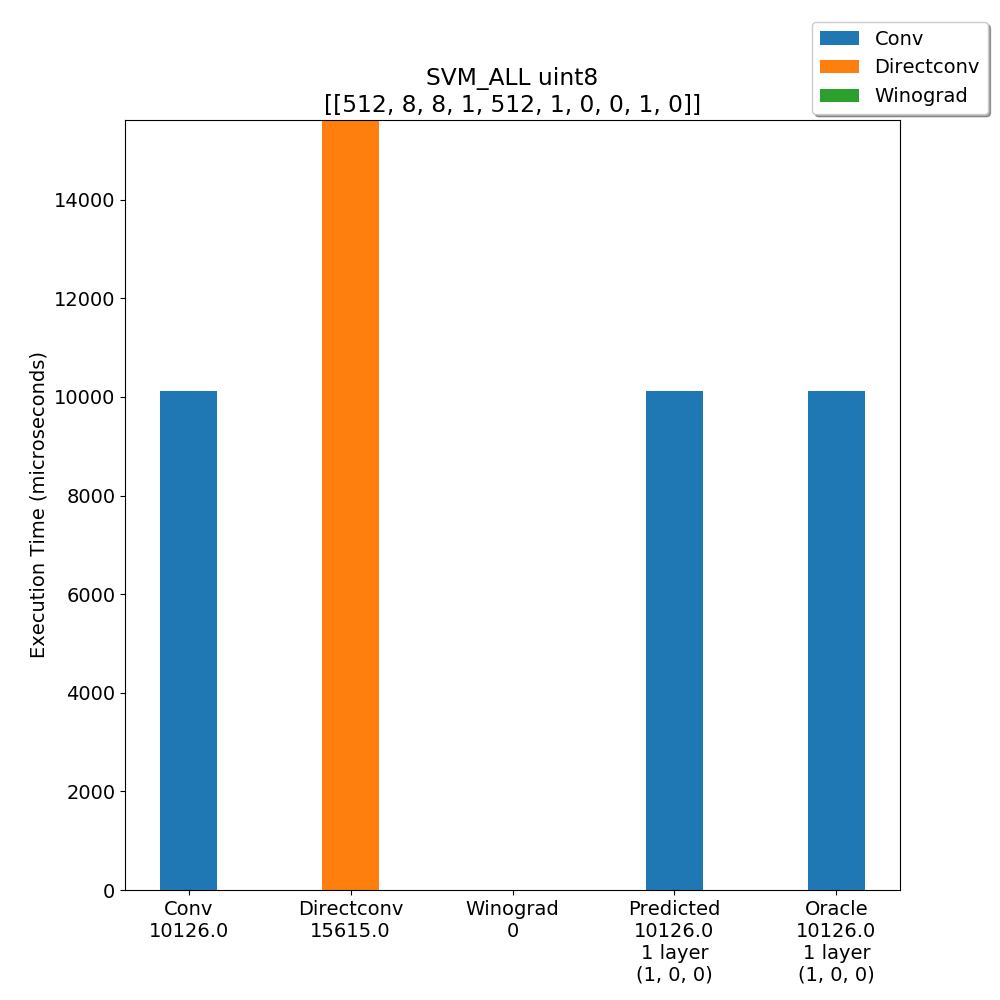 Conv
Directconv
Winograd
SVM_ALL uint8
[[512, 8, 8, 1, 512, 1, 0, 0, 1, 0]]
Execution Time (microseconds)
14000
12000
10000
8000
6000
4000
2000
0
Conv
10126.0
Directconv
15615.0
Winograd
0
Predicted
10126.0
1 layer
(1, 0, 0)
Oracle
10126.0
1 layer
(1, 0, 0)